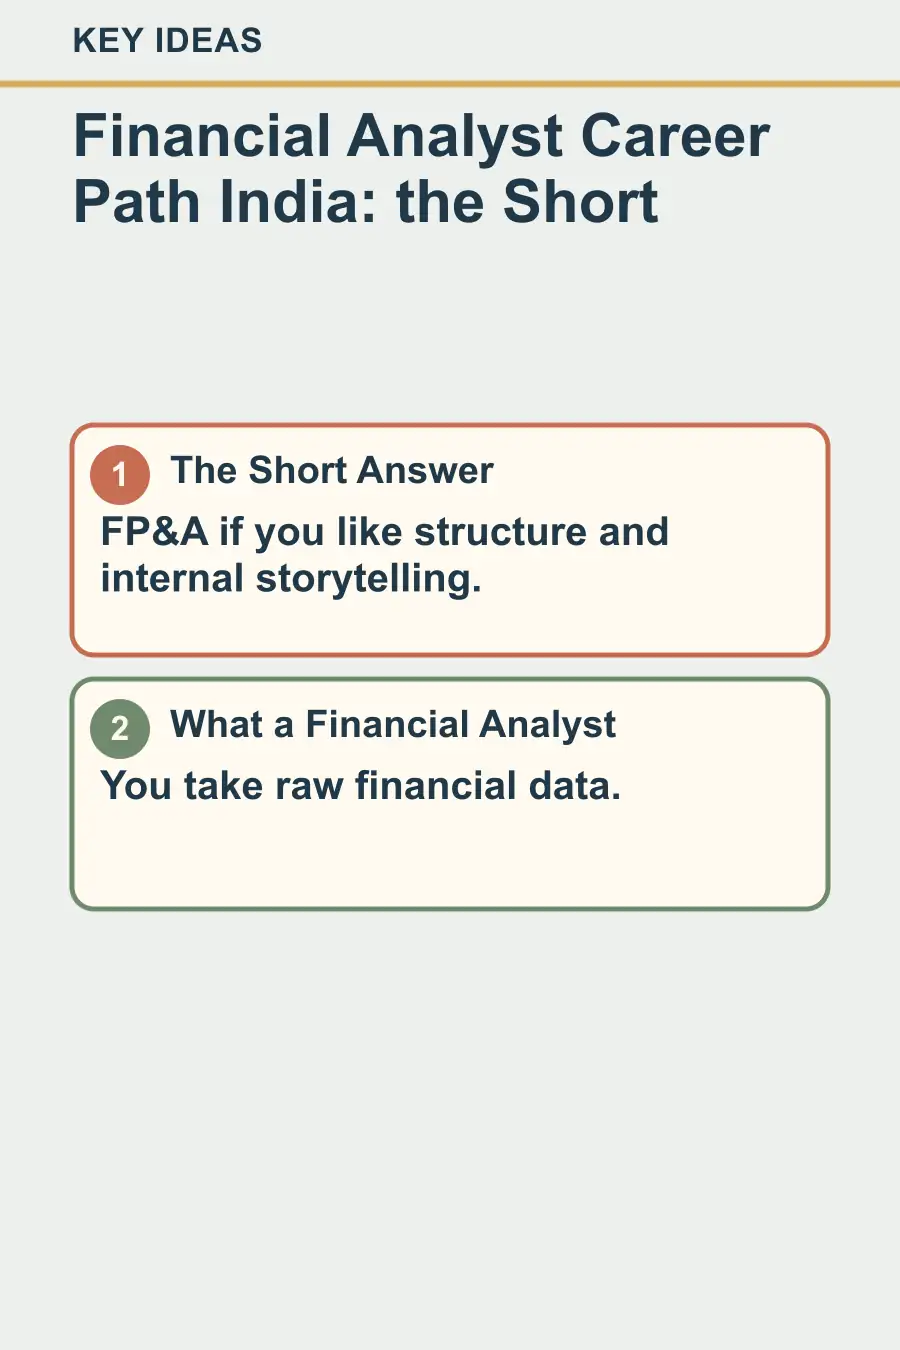 KEY IDEAS
Financial Analyst Career
Path India: the Short
1 The Short Answer
FP&A if you like structure and
internal storytelling.
2 What a Financial Analyst
You take raw financial data.